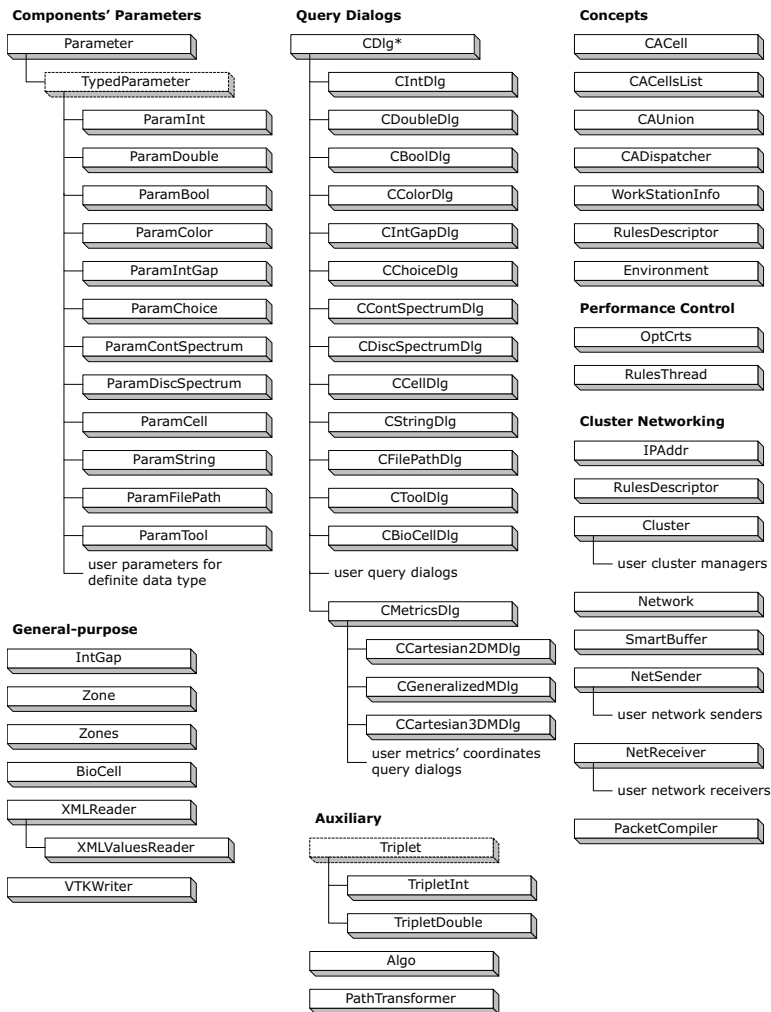 Components' Parameters
Parameter
TypedParameter
ParamInt
ParamDouble
ParamBool
ParamColor
ParamIntGap
ParamChoice
ParamContSpectrum
ParamDiscSpectrum
ParamCell
ParamString
ParamFilePath
ParamTool
user parameters for
definite data type
General-purpose
IntGap
Zone
Zones
BioCell
XMLReader
XMLValuesReader
VTKWriter
Query Dialogs
CDlg*
CIntDlg
CDoubleDlg
CBoolDlg
CColorDlg
CIntGapDlg
CChoiceDlg
CContSpectrumDlg
CDiscSpectrumDlg
CCellDlg
CStringDlg
CFilePathDlg
CToolDlg
CBioCellDlg
user query dialogs
CMetricsDlg
CCartesian2DMDlg
CGeneralizedMDlg
CCartesian3DMDlg
user metrics' coordinates
query dialogs
Auxiliary
Triplet
TripletInt
TripletDouble
Algo
PathTransformer
Concepts
CACell
CACellsList
CAUnion
CADispatcher
WorkStationInfo
RulesDescriptor
Environment
Performance Control
OptCrts
RulesThread
Cluster Networking
IPAddr
RulesDescriptor
Cluster
user cluster managers
Network
SmartBuffer
NetSender
user network senders
NetReceiver
user network receivers
PacketCompiler